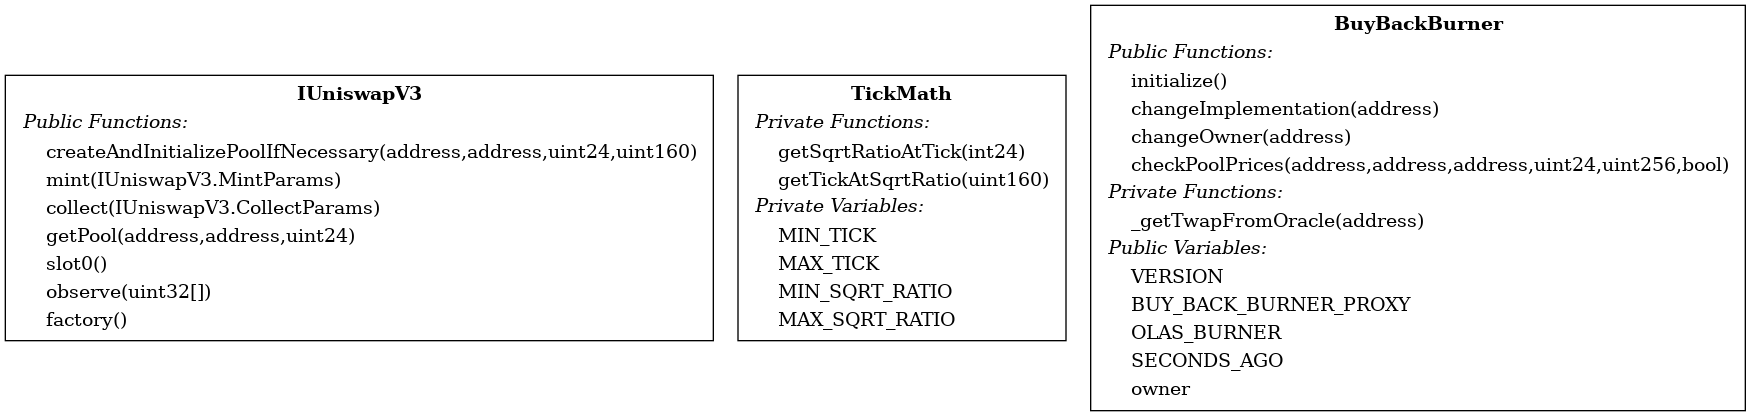 IUniswapV3
Public Functions:
createAndInitializePoolIfNecessary(address,address,uint24,uint160)
mint(IUniswapV3.MintParams)
collect(IUniswapV3.CollectParams)
getPool(address,address,uint24)
slot0()
observe(uint32[])
factory()
TickMath
Private Functions:
getSqrtRatioAtTick(int24)
getTickAtSqrtRatio(uint160)
Private Variables:
MIN_TICK
MAX_TICK
MIN_SQRT_RATIO
MAX_SQRT_RATIO
BuyBackBurner
Public Functions:
initialize()
changeImplementation(address)
changeOwner(address)
checkPoolPrices(address,address,address,uint24,uint256,bool)
Private Functions:
_getTwapFromOracle(address)
Public Variables:
VERSION
BUY_BACK_BURNER_PROXY
OLAS_BURNER
SECONDS_AGO
owner